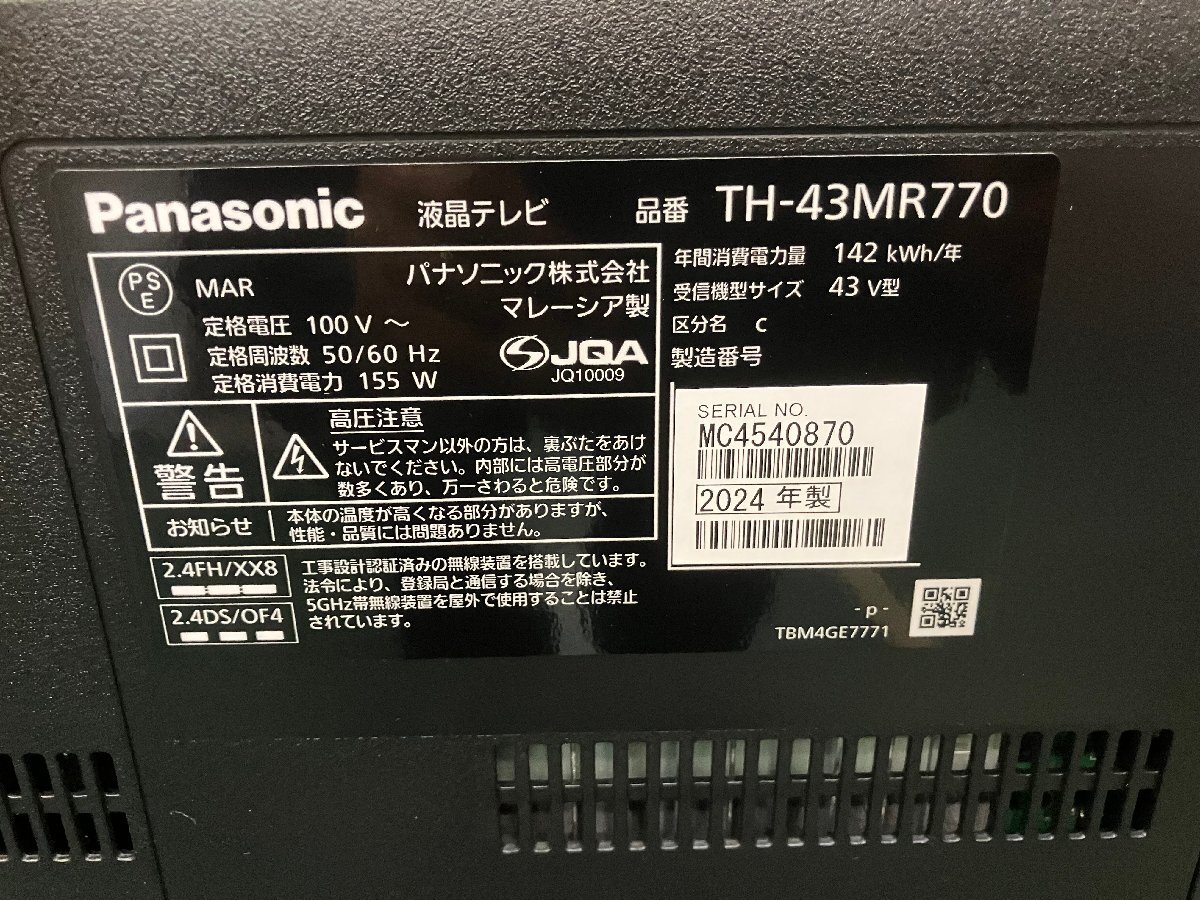 Panasonic 液晶テレビ 品番 TH-43MR770
PS
E
MAR
パナソニック株式会社
マレーシア製
定格電圧 100 V ～
定格周波数 50/60 Hz
定格消費電力 155 W
JQA
JQ10009
年間消費電力量 142 kWh/年
受信機型サイズ 43 V型
区分名 C
製造番号
SERIAL NO.
MC4540870
2024 年製
警告
高圧注意
サービスマン以外の方は、裏ぶたをあけ
ないでください。内部には高電圧部分が
数多くあり、万一さわると危険です。
お知らせ
本体の温度が高くなる部分がありますが、
性能・品質には問題ありません。
2.4FH/XX8
2.4DS/OF4
工事設計認証済みの無線装置を搭載しています。
法令により、登録局と通信する場合を除き、
5GHz帯無線装置を屋外で使用することは禁止
されています。
- p -
TBM4GE7771